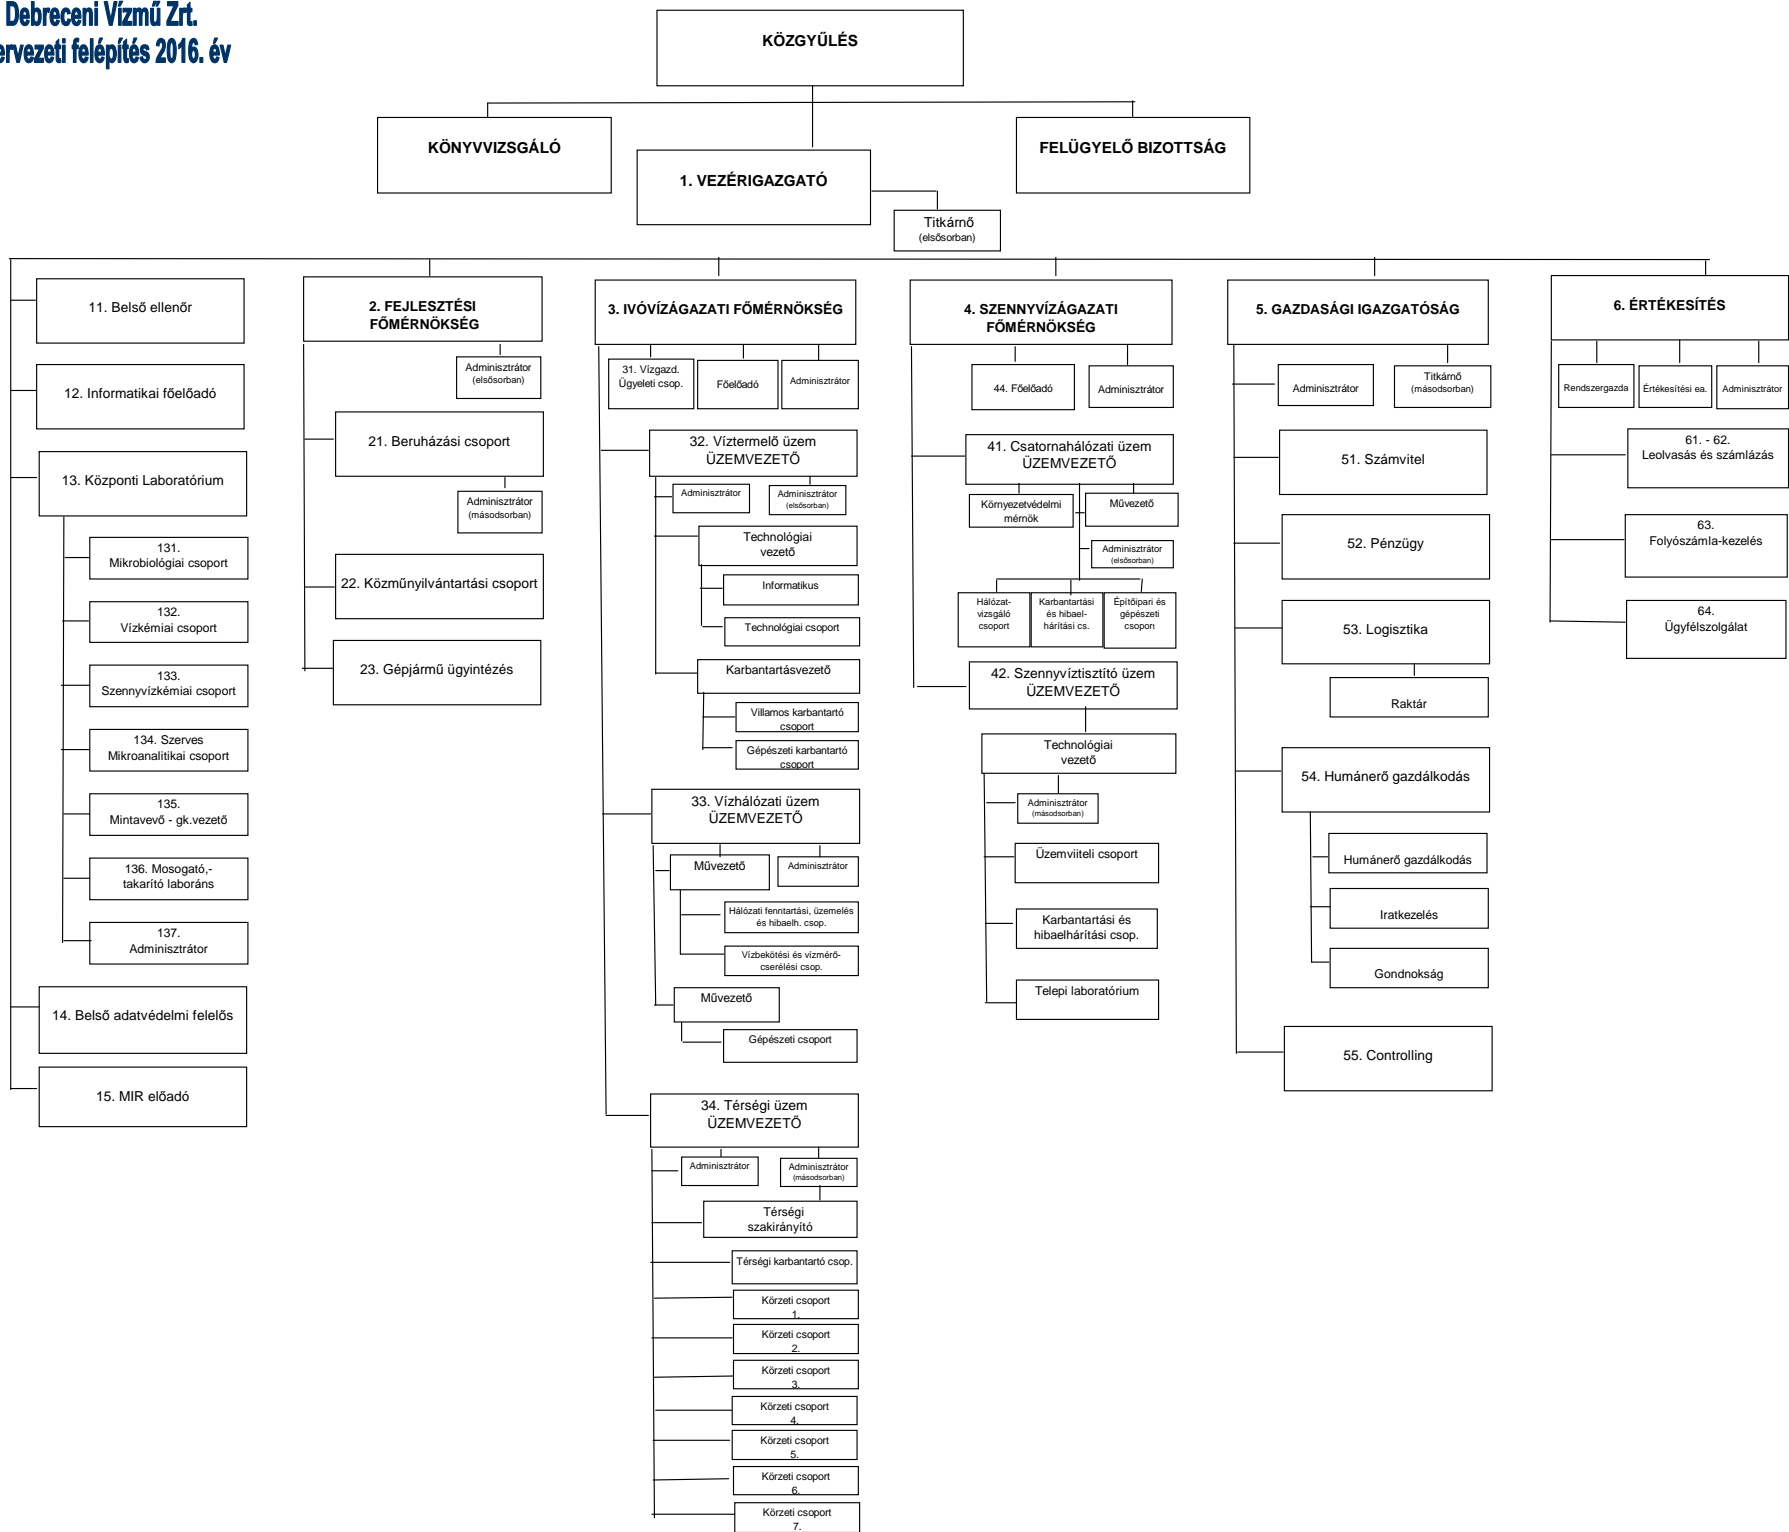 Debreceni Vízmű Zrt.
ervezeti felépítés 2016. év
KÖZGYŰLÉS
KÖNYVVIZSGÁLÓ
FELÜGYELŐ BIZOTTSÁG
1. VEZÉRIGAZGATÓ
Titkárnő
(elsősorban)
11. Belső ellenőr
12. Informatikai főelőadó
13. Központi Laboratórium
131.
Mikrobiológiai csoport
132.
Vízkémiai csoport
133.
Szennyvízkémiai csoport
134. Szerves
Mikroanalitikai csoport
135.
Mintavevő - gk.vezető
136. Mosogató,-
takarító laboráns
137.
Adminisztrátor
14. Belső adatvédelmi felelős
15. MIR előadó
2. FEJLESZTÉSI
FŐMÉRNÖKSÉG
Adminisztrátor
(elsősorban)
21. Beruházási csoport
Adminisztrátor
(másodsorban)
22. Közműnyilvántartási csoport
23. Gépjármű ügyintézés
3. IVÓVÍZÁGAZATI FŐMÉRNÖKSÉG
31. Vízgazd.
Ügyeleti csop.
Főelőadó
Adminisztrátor
32. Víztermelő üzem
ÜZEMVEZETŐ
Adminisztrátor
Adminisztrátor
(elsősorban)
Technológiai
vezető
Informatikus
Technológiai csoport
Karbantartásvezető
Villamos karbantartó
csoport
Gépészeti karbantartó
csoport
33. Vízhálózati üzem
ÜZEMVEZETŐ
Művezető
Adminisztrátor
Hálózati fenntartási, üzemelés
és hibaelh. csop.
Vízbekötési és vízmérő-
cserélési csop.
Művezető
Gépészeti csoport
34. Térségi üzem
ÜZEMVEZETŐ
Adminisztrátor
Adminisztrátor
(másodsorban)
Térségi
szakirányító
Térségi karbantartó csop.
Körzeti csoport
1.
Körzeti csoport
2.
Körzeti csoport
3.
Körzeti csoport
4.
Körzeti csoport
5.
Körzeti csoport
6.
Körzeti csoport
7.
4. SZENNYVÍZÁGAZATI
FŐMÉRNÖKSÉG
44. Főelőadó
Adminisztrátor
41. Csatornahálózati üzem
ÜZEMVEZETŐ
Környezetvédelmi
mérnök
Művezető
Adminisztrátor
(elsősorban)
Hálózat-
vizsgáló
csoport
Karbantartási
és hibael-
hárítási cs.
Építőipari és
gépészeti
csoport
42. Szennyvíztisztító üzem
ÜZEMVEZETŐ
Technológiai
vezető
Adminisztrátor
(másodsorban)
Üzemviiteli csoport
Karbantartási és
hibaelhárítási csop.
Telepi laboratórium
5. GAZDASÁGI IGAZGATÓSÁG
Adminisztrátor
Titkárnő
(másodsorban)
51. Számvitel
52. Pénzügy
53. Logisztika
Raktár
54. Humánerő gazdálkodás
Humánerő gazdálkodás
Iratkezelés
Gondnokság
55. Controlling
6. ÉRTÉKESÍTÉS
Rendszergazda
Értékesítési ea.
Adminisztrátor
61. - 62.
Leolvasás és számlázás
63.
Folyószámla-kezelés
64.
Ügyfélszolgálat